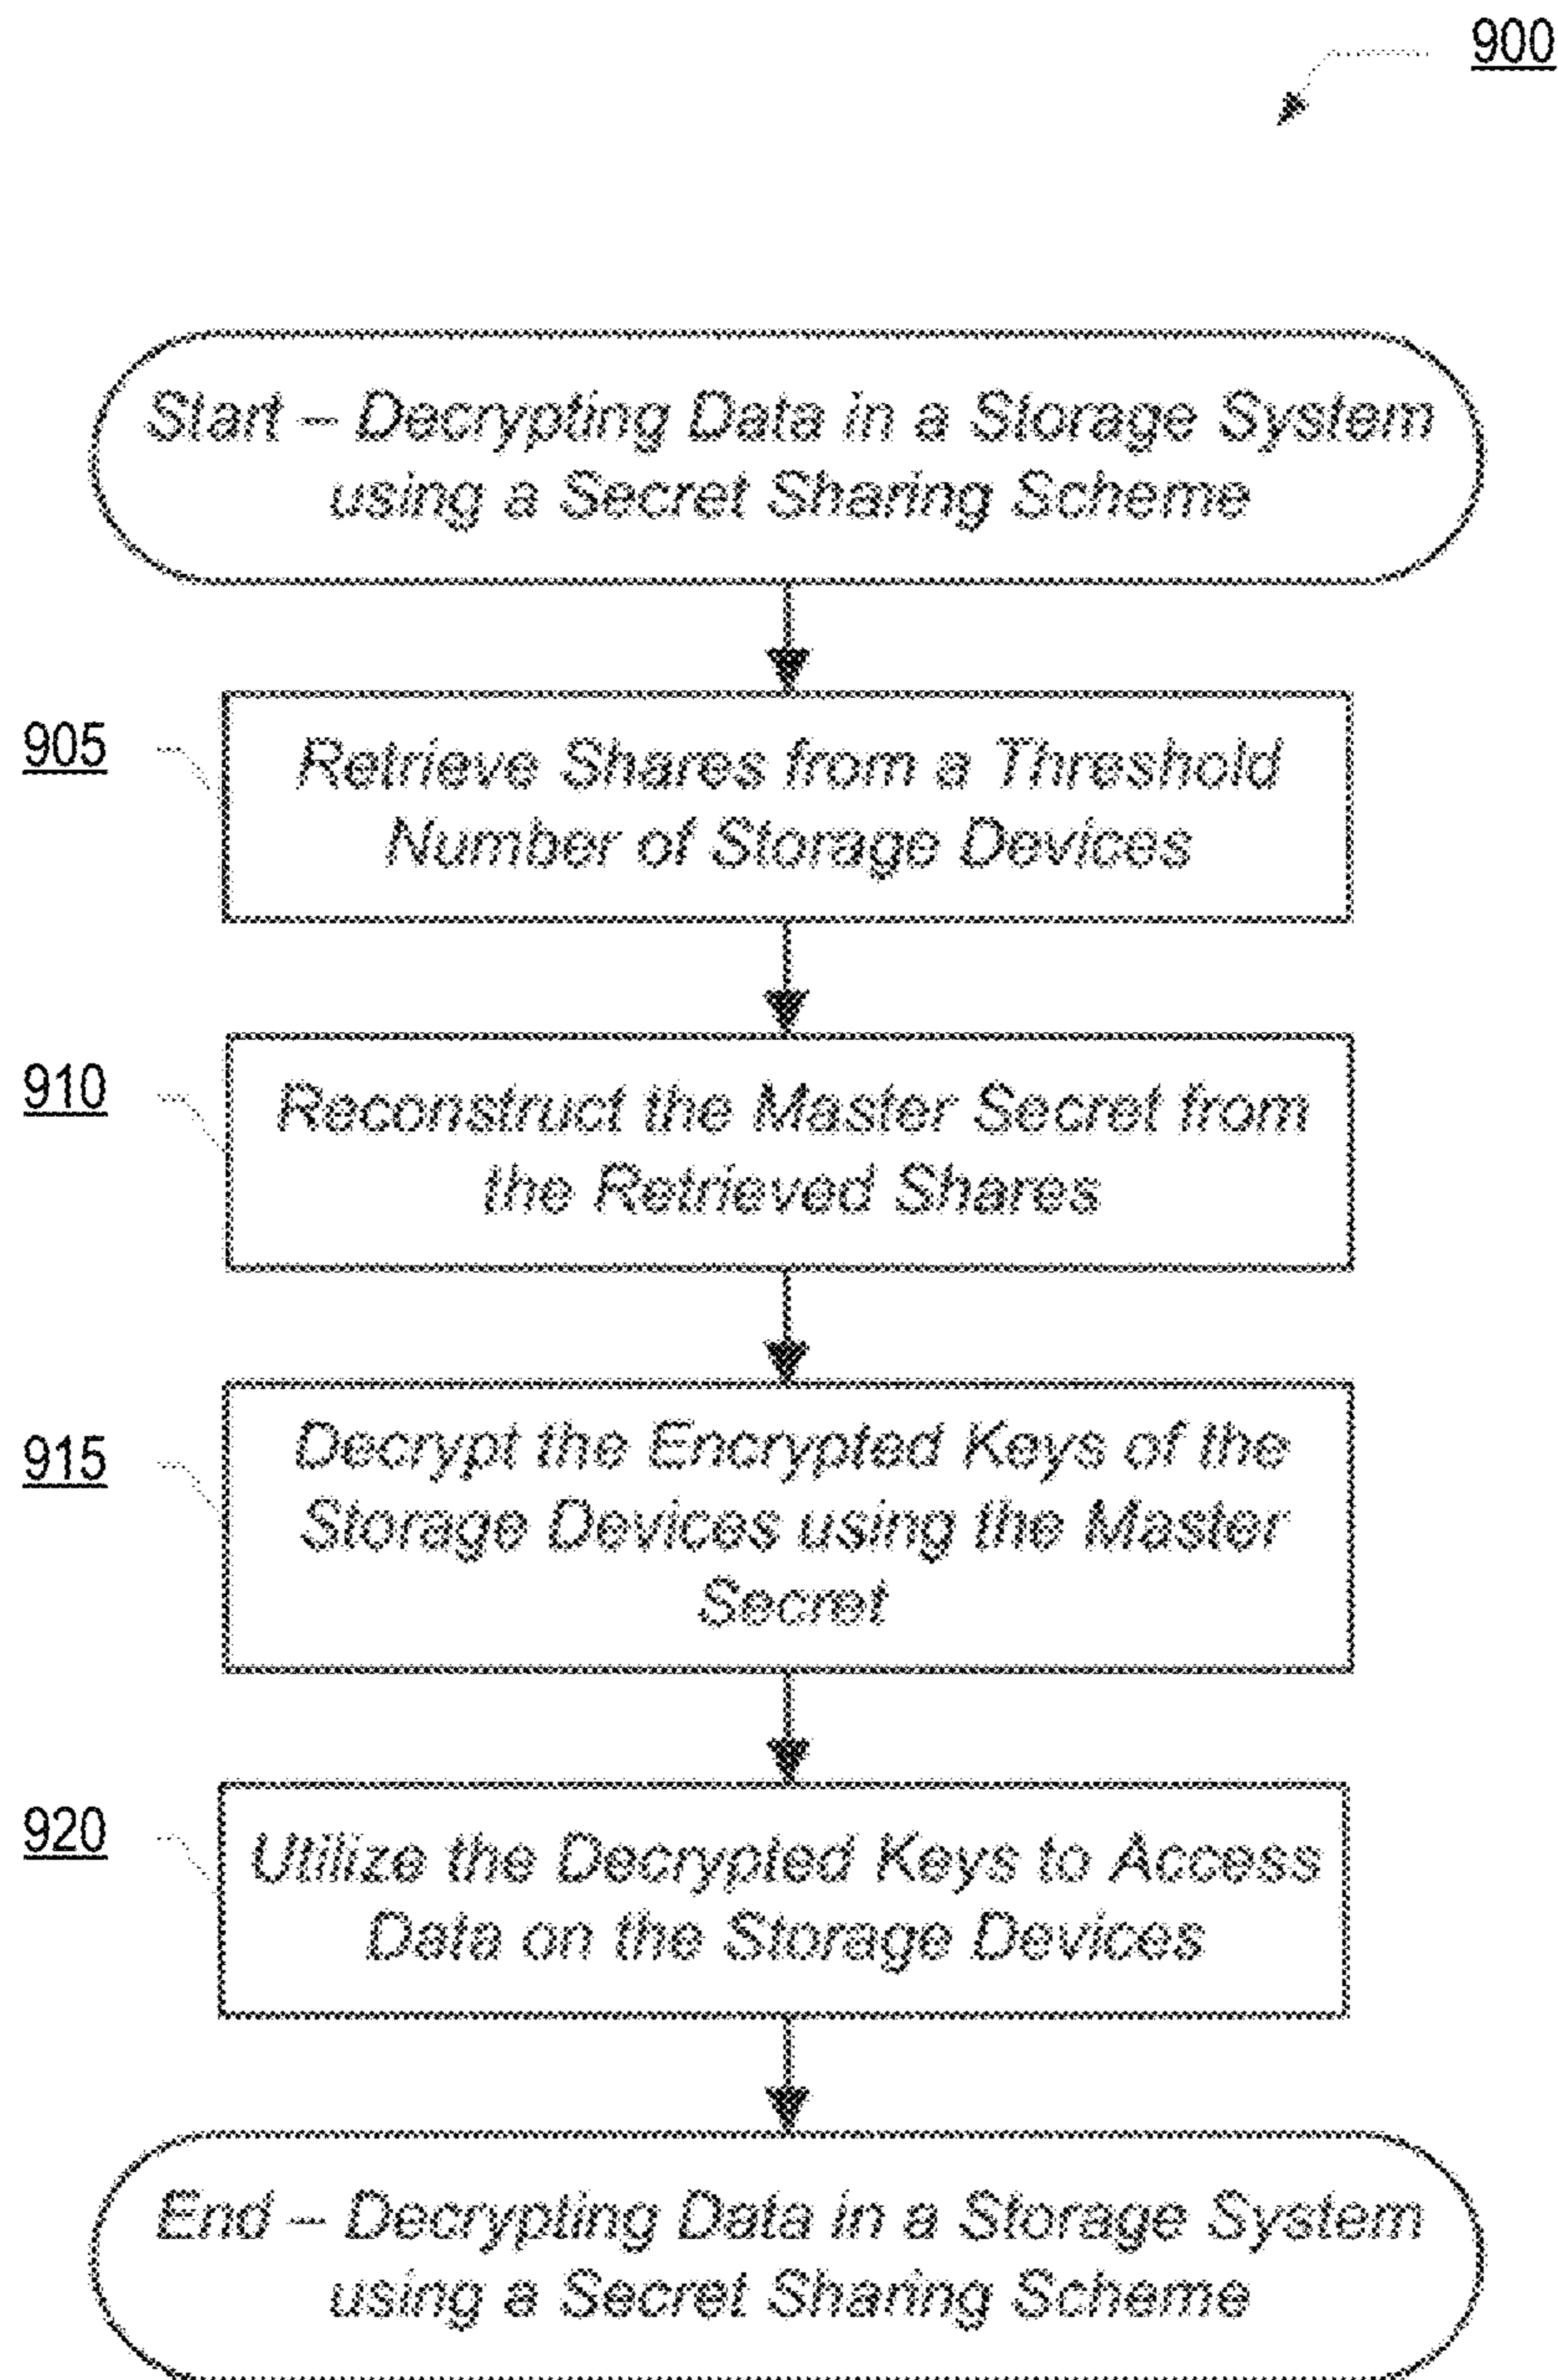 900
Start – Decrypting Data in a Storage System
using a Secret Sharing Scheme
905
Retrieve Shares from a Threshold
Number of Storage Devices
910
Reconstruct the Master Secret from
the Retrieved Shares
915
Decrypt the Encrypted Keys of the
Storage Devices using the Master
Secret
920
Utilize the Decrypted Keys to Access
Data on the Storage Devices
End – Decrypting Data in a Storage System
using a Secret Sharing Scheme